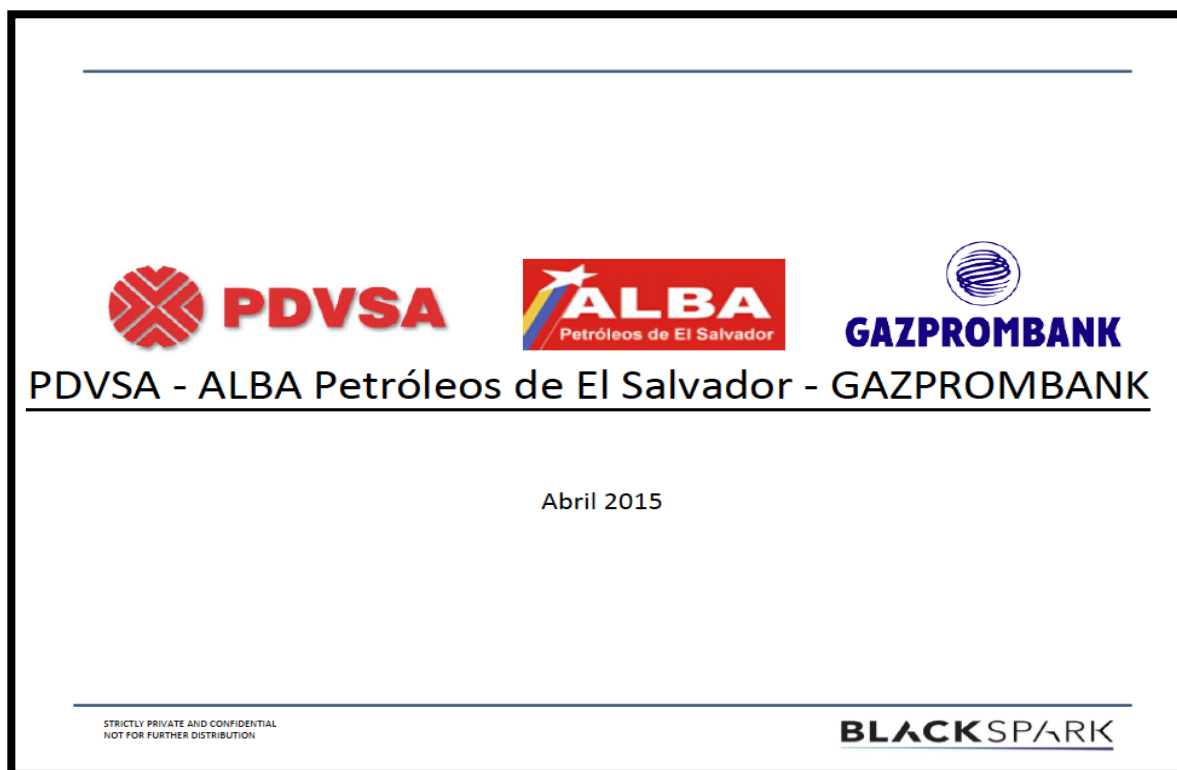 PDVSA
ALBA
Petróleos de El Salvador
GAZPROMBANK
PDVSA - ALBA Petróleos de El Salvador - GAZPROMBANK
Abril 2015
STRICTLY PRIVATE AND CONFIDENTIAL
NOT FOR FURTHER DISTRIBUTION
BLACKSPARK